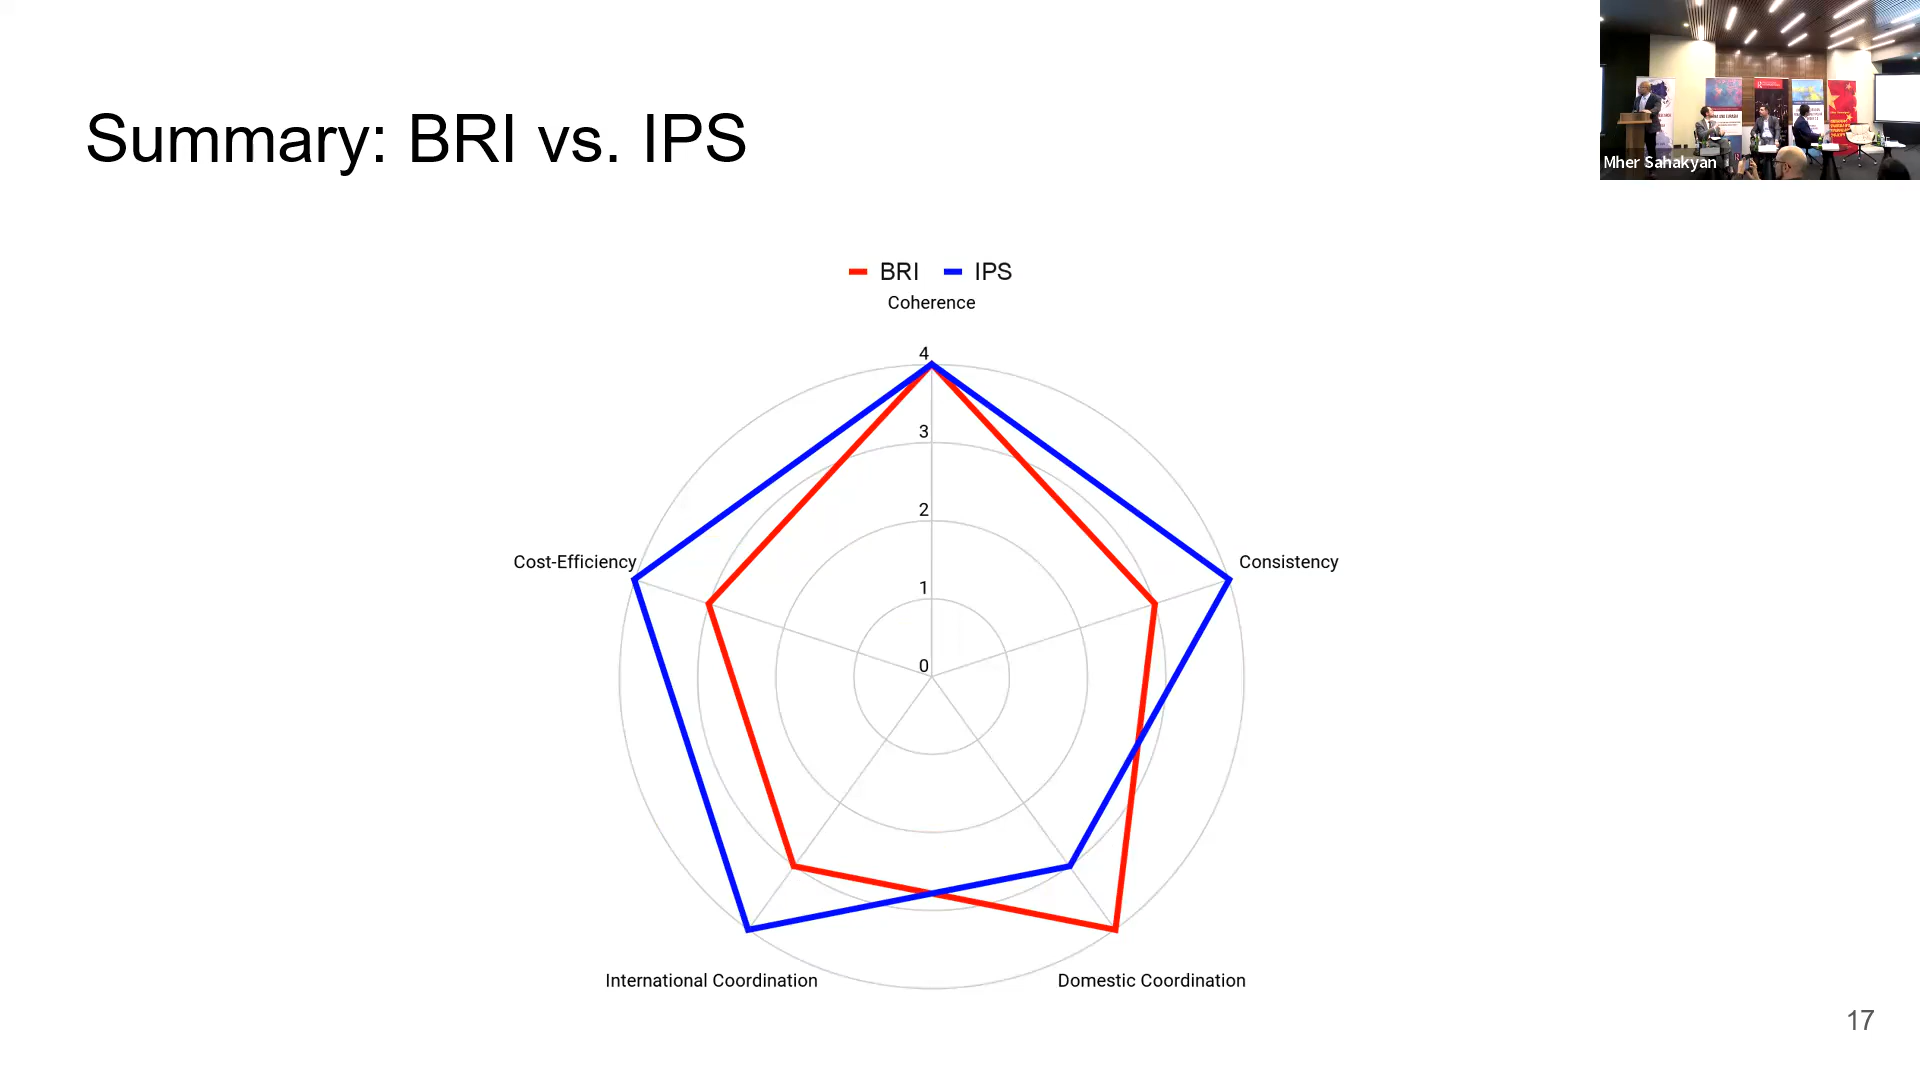 Summary: BRI vs. IPS
Mher Sahakyan
BRI IPS
Coherence
4
3
2
Cost-Efficiency
Consistency
1
0
International Coordination
Domestic Coordination
17